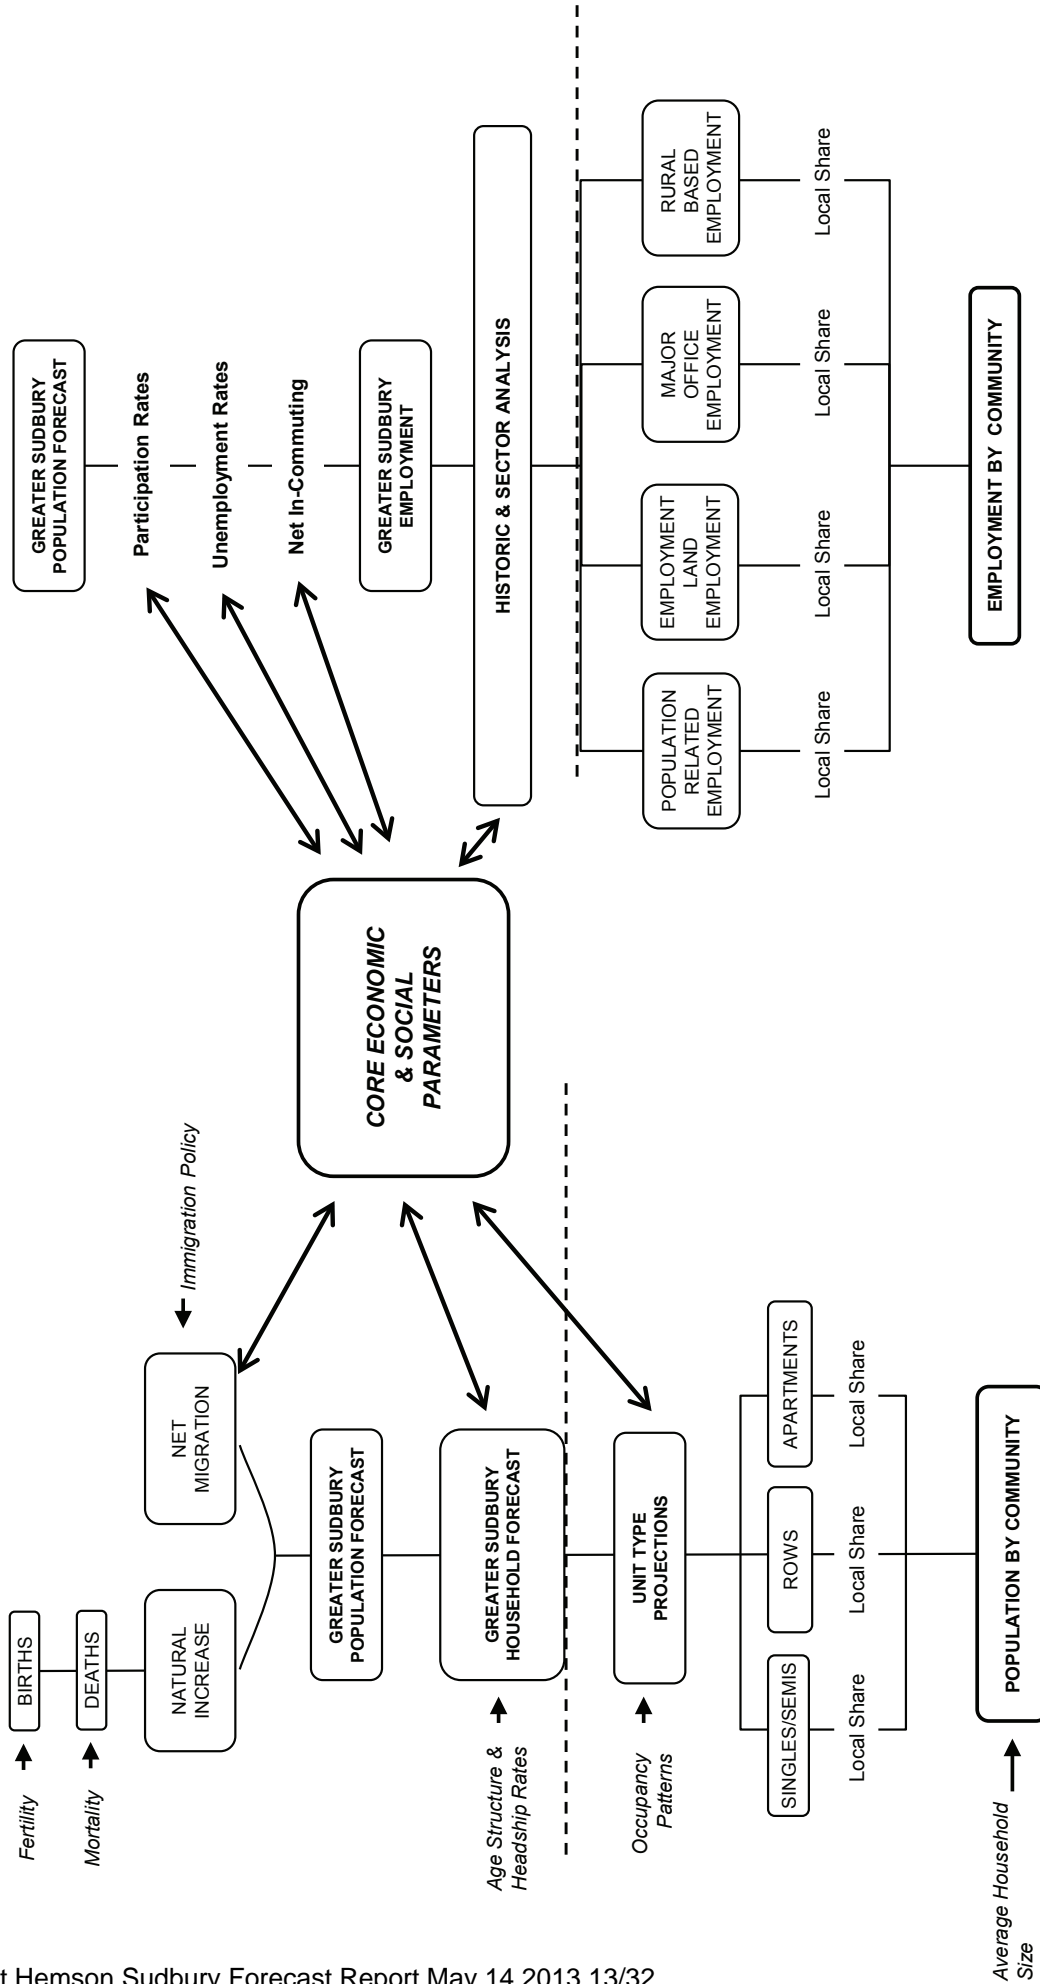 Fertility
BIRTHS
Mortality
DEATHS
NATURAL
INCREASE
NET
MIGRATION
Immigration Policy
GREATER SUDBURY
POPULATION FORECAST
Age Structure &
Headship Rates
GREATER SUDBURY
HOUSEHOLD FORECAST
Occupancy
Patterns
UNIT TYPE
PROJECTIONS
SINGLES/SEMIS
ROWS
APARTMENTS
Local Share
Local Share
Local Share
Average Household
Size
POPULATION BY COMMUNITY
CORE ECONOMIC
& SOCIAL
PARAMETERS
GREATER SUDBURY
POPULATION FORECAST
Participation Rates
Unemployment Rates
Net In-Commuting
GREATER SUDBURY
EMPLOYMENT
HISTORIC & SECTOR ANALYSIS
POPULATION
RELATED
EMPLOYMENT
EMPLOYMENT
LAND
EMPLOYMENT
MAJOR
OFFICE
EMPLOYMENT
RURAL
BASED
EMPLOYMENT
Local Share
Local Share
Local Share
Local Share
EMPLOYMENT BY COMMUNITY
Hemson Sudbury Forecast Report May 14 2013 13/32